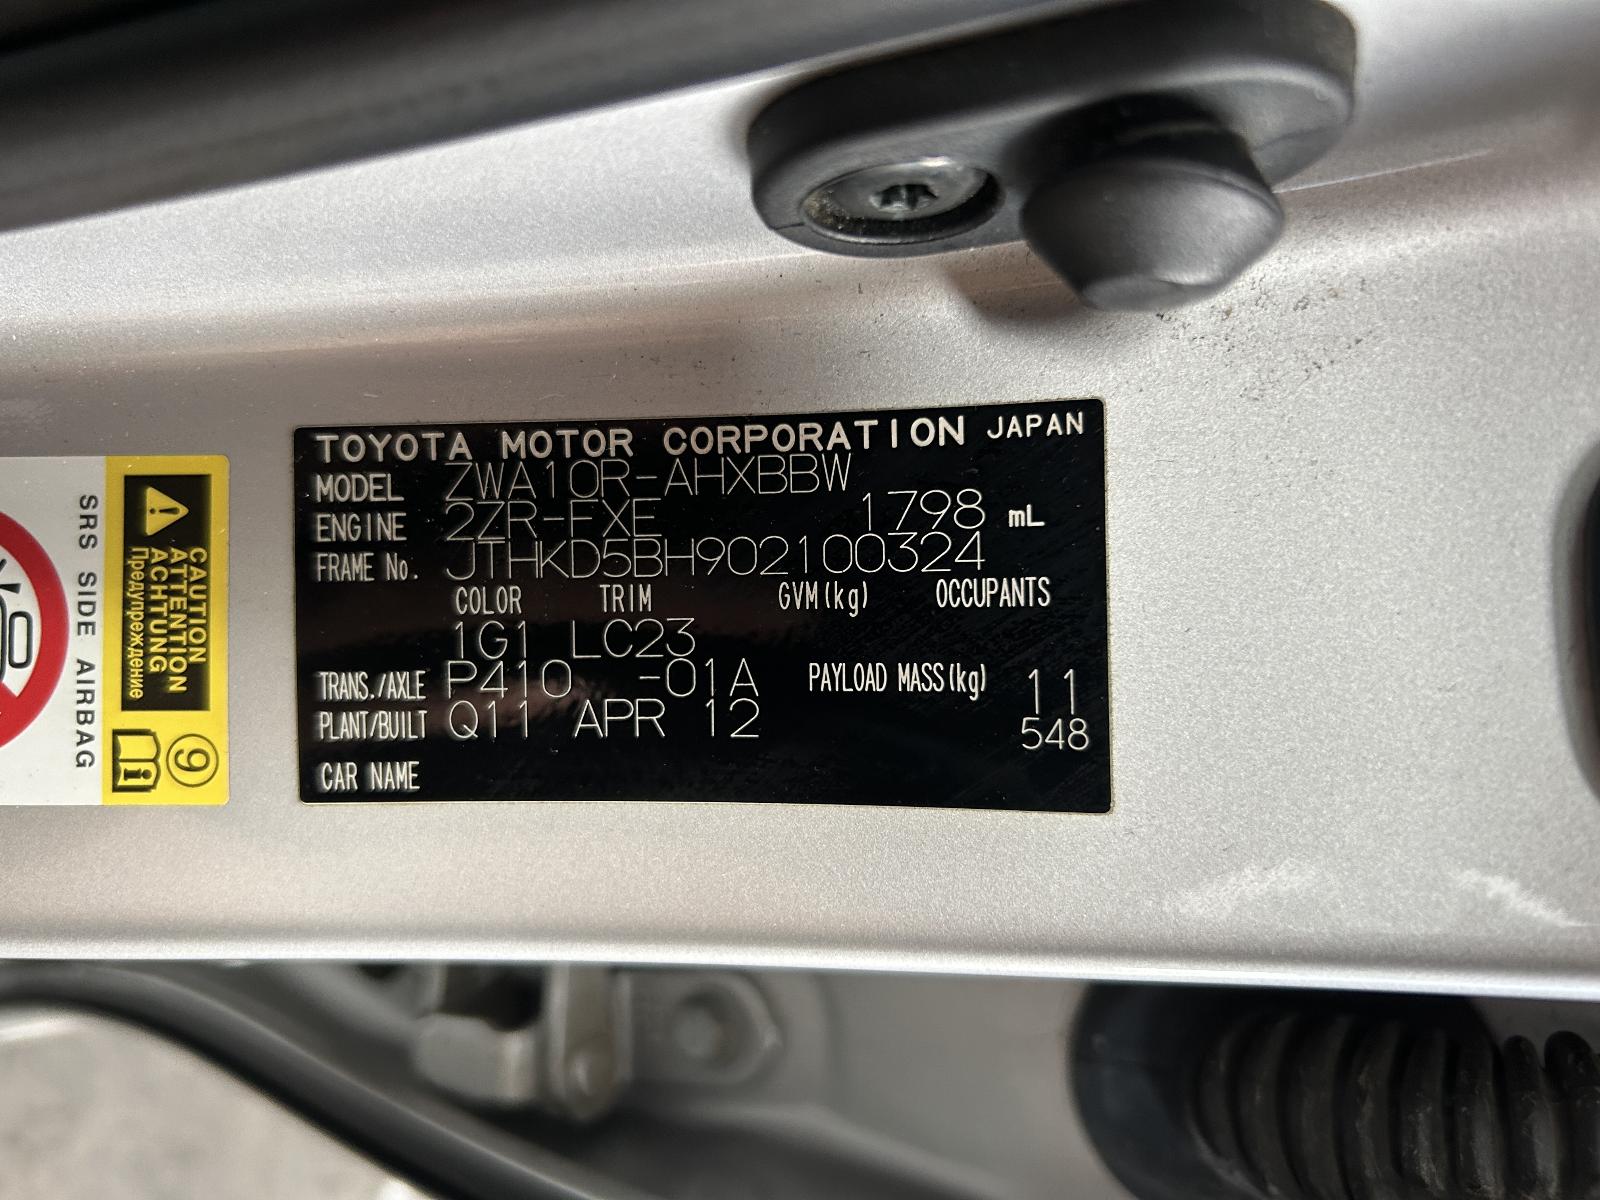 TOYOTA MOTOR CORPORATION JAPAN
MODEL ZWA10R-AHXBBW
ENGINE 2ZR-FXE 1798 mL
FRAME No. JTHKD5BH902100324
COLOR TRIM GVM(kg) OCCUPANTS
1G1 LC23
TRANS./AXLE P410 -01A PAYLOAD MASS(kg) 11
PLANT/BUILT Q11 APR 12 548
CAR NAME
CAUTION
ATTENTION
ACHTUNG
Предупреждение
9
i
SRS SIDE AIRBAG